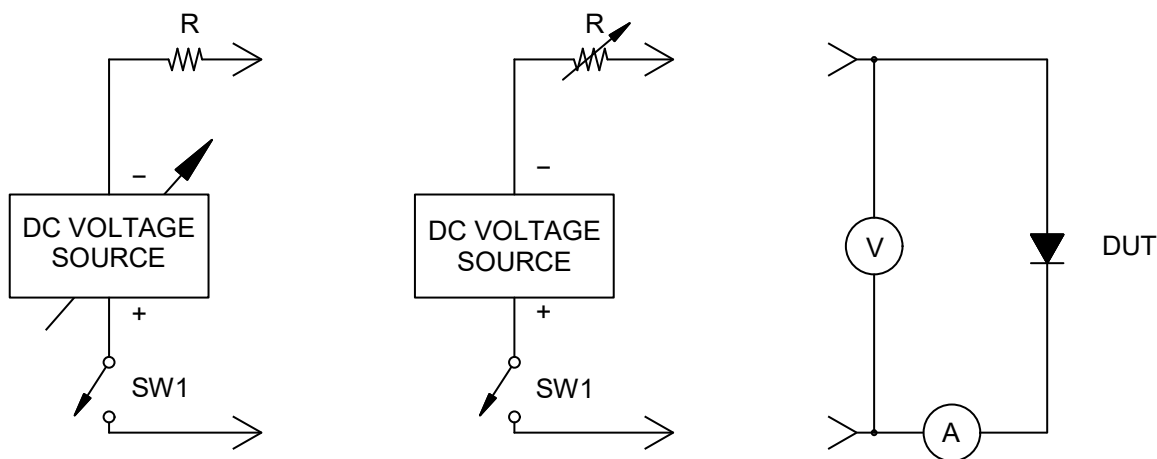 R
−
DC VOLTAGE
SOURCE
+
SW1
R
−
DC VOLTAGE
SOURCE
+
SW1
V
DUT
A